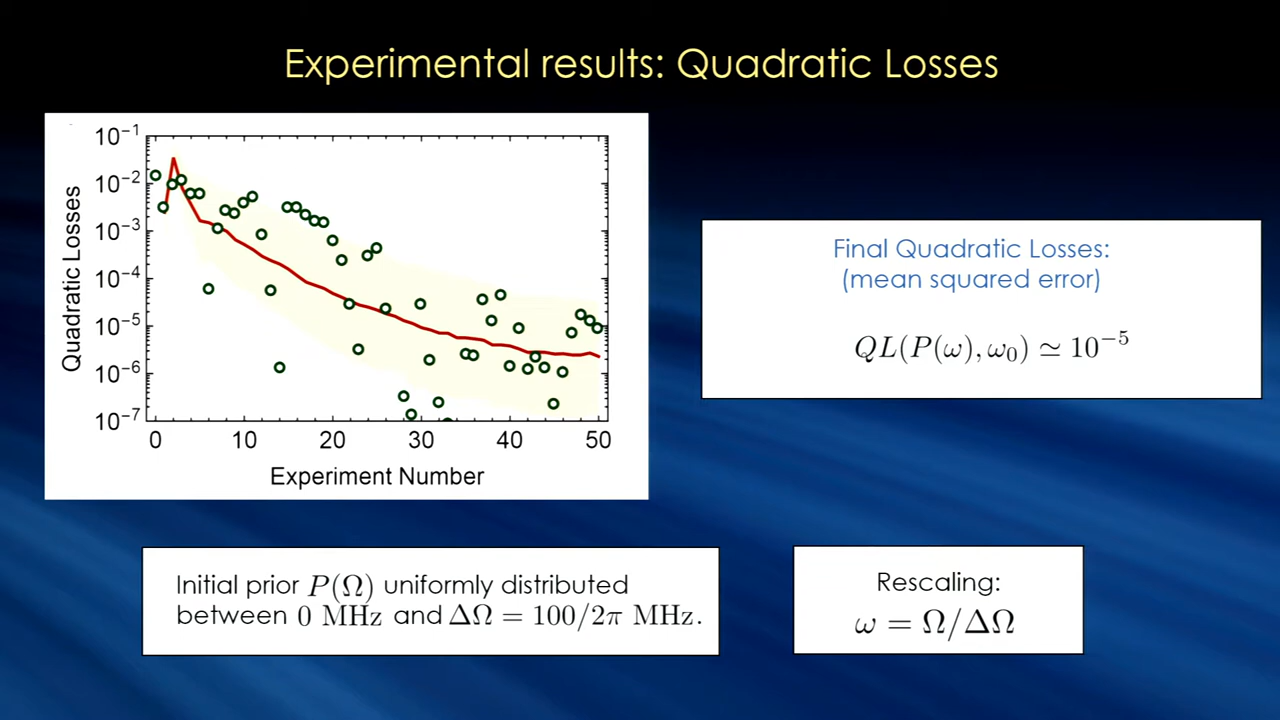 Experimental results: Quadratic Losses
Quadratic Losses
10⁻¹
10⁻²
10⁻³
10⁻⁴
10⁻⁵
10⁻⁶
10⁻⁷
0 10 20 30 40 50
Experiment Number
Final Quadratic Losses:
(mean squared error)
QL(P(ω), ω₀) ≃ 10⁻⁵
Initial prior P(Ω) uniformly distributed
between 0 MHz and ΔΩ = 100/2π MHz.
Rescaling:
ω = Ω/ΔΩ